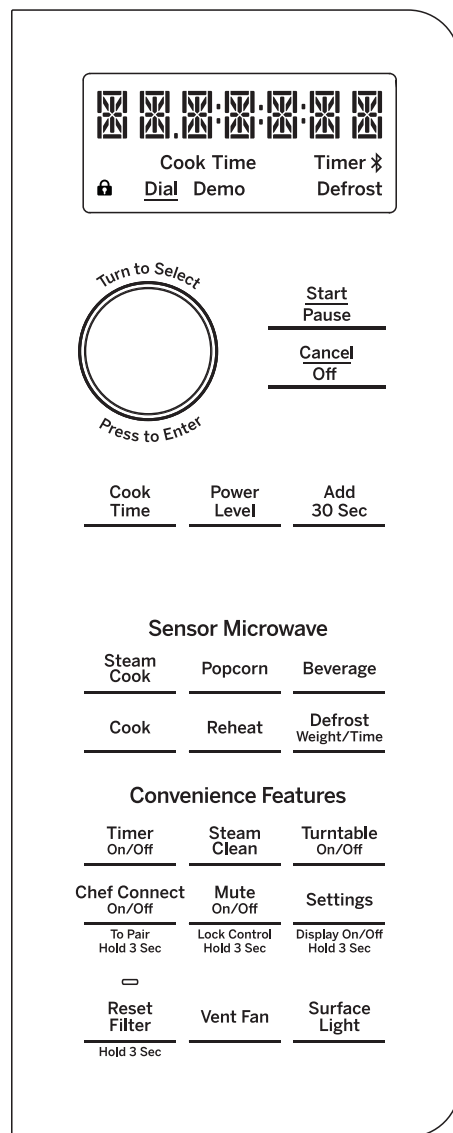 Cook Time Timer
Dial Demo Defrost
Turn to Select
Press to Enter
Start
Pause
Cancel
Off
Cook
Time
Power
Level
Add
30 Sec
Sensor Microwave
Steam
Cook
Popcorn
Beverage
Cook
Reheat
Defrost
Weight/Time
Convenience Features
Timer
On/Off
Steam
Clean
Turntable
On/Off
Chef Connect
On/Off
To Pair
Hold 3 Sec
Mute
On/Off
Lock Control
Hold 3 Sec
Settings
Display On/Off
Hold 3 Sec
Reset
Filter
Hold 3 Sec
Vent Fan
Surface
Light